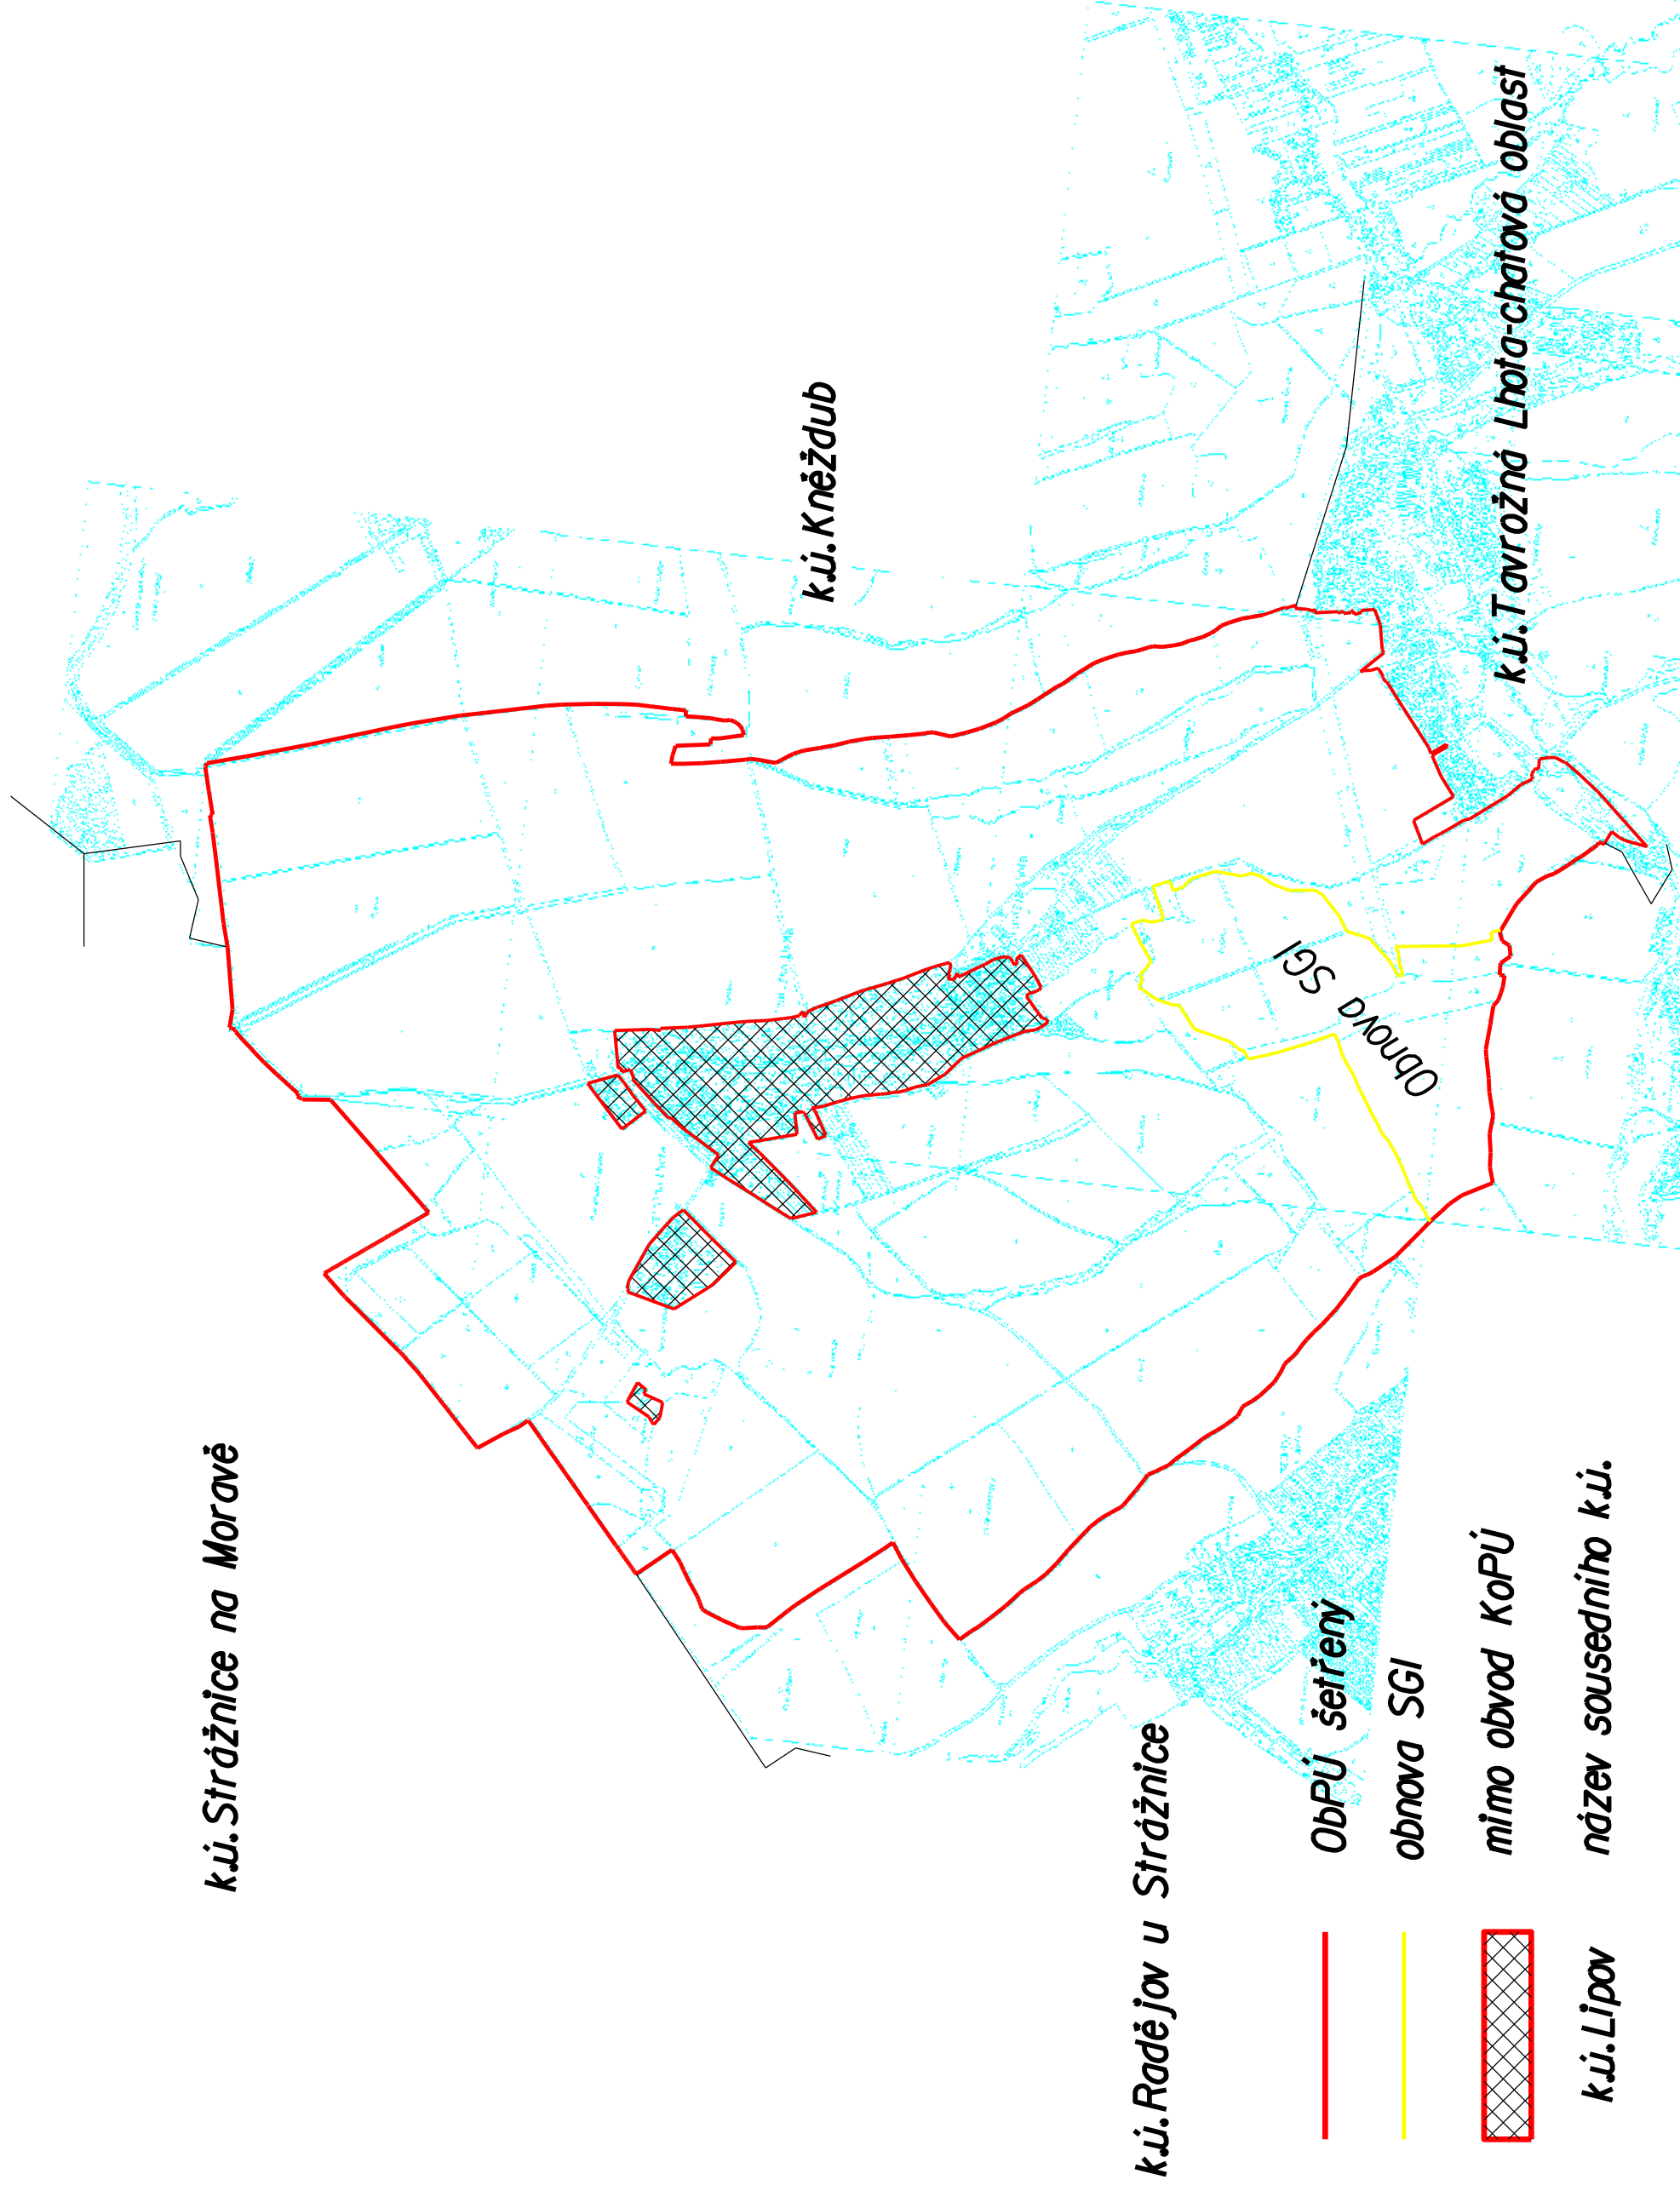 k.ú.Strážnice na Moravě
k.ú.Kněždub
k.ú.Tavrožná Lhota-chatová oblast
Obnova SGI
k.ú.Radějov u Strážnice
ObPÚ šetřený
obnova SGI
mimo obvod KoPÚ
k.ú.Lipov
název sousedního k.ú.